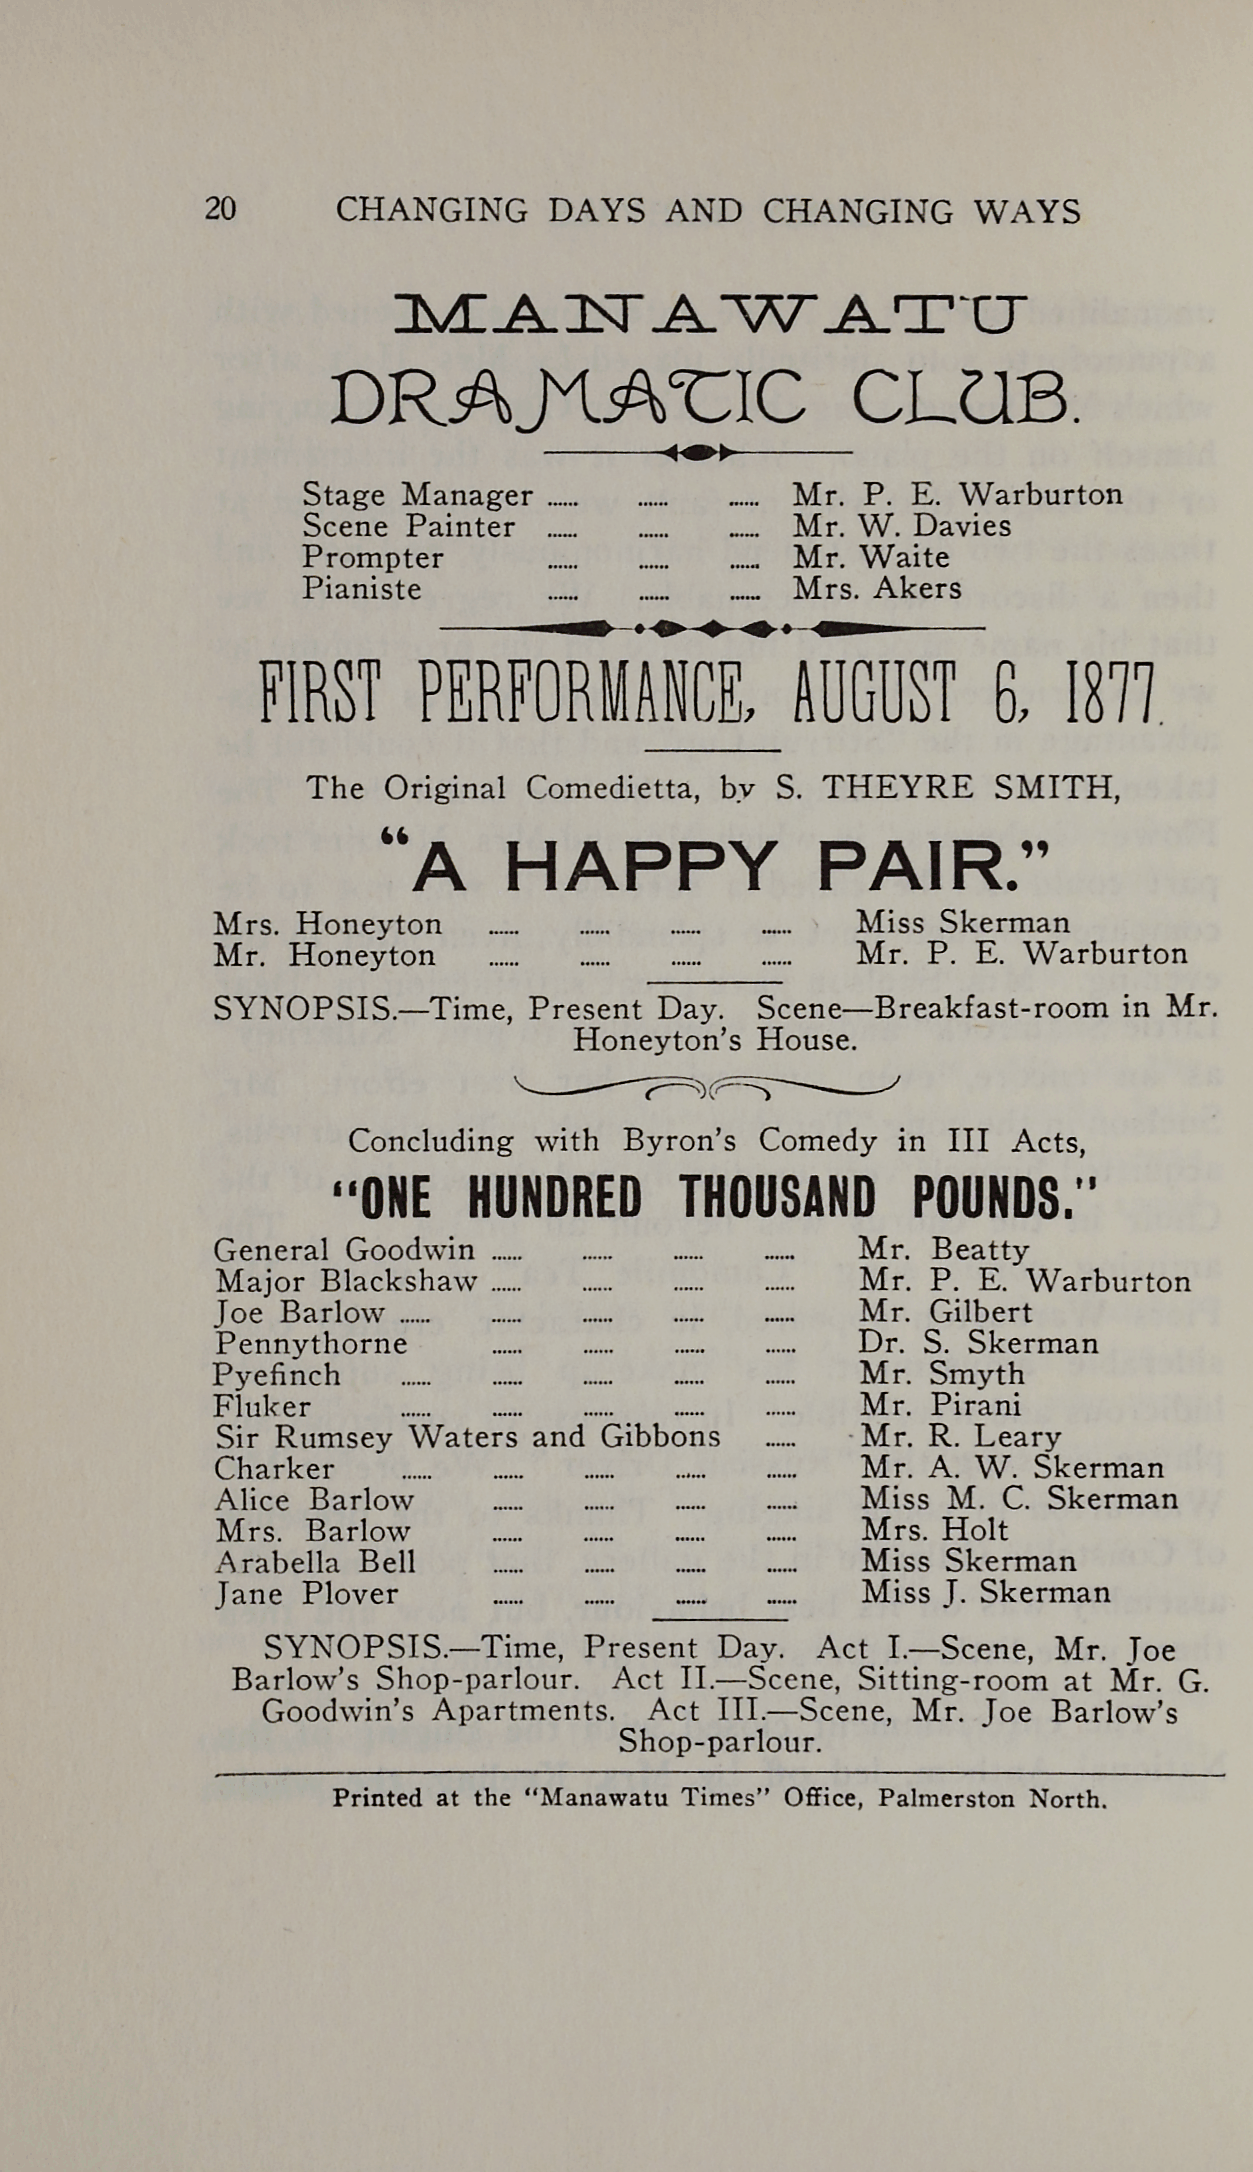 20 CHANGING DAYS AND CHANGING WAYS
MANAWATU
DRAMATIC CLUB.
Stage Manager ...... ...... ...... Mr. P. E. Warburton
Scene Painter ...... ...... ...... Mr. W. Davies
Prompter ...... ...... ...... Mr. Waite
Pianiste ...... ...... ...... Mrs. Akers
FIRST PERFORMANCE, AUGUST 6, 1877.
The Original Comedietta, by S. THEYRE SMITH,
“A HAPPY PAIR.”
Mrs. Honeyton ...... ...... ...... ...... Miss Skerman
Mr. Honeyton ...... ...... ...... ...... Mr. P. E. Warburton
SYNOPSIS.—Time, Present Day. Scene—Breakfast-room in Mr.
Honeyton’s House.
Concluding with Byron’s Comedy in III Acts,
“ONE HUNDRED THOUSAND POUNDS.”
General Goodwin ...... ...... ...... ...... Mr. Beatty
Major Blackshaw ...... ...... ...... ...... Mr. P. E. Warburton
Joe Barlow ...... ...... ...... ...... ...... Mr. Gilbert
Pennythorne ...... ...... ...... ...... Dr. S. Skerman
Pyefinch ...... ...... ...... ...... ...... Mr. Smyth
Fluker ...... ...... ...... ...... ...... Mr. Pirani
Sir Rumsey Waters and Gibbons ...... Mr. R. Leary
Charker ...... ...... ...... ...... ...... Mr. A. W. Skerman
Alice Barlow ...... ...... ...... ...... Miss M. C. Skerman
Mrs. Barlow ...... ...... ...... ...... Mrs. Holt
Arabella Bell ...... ...... ...... ...... Miss Skerman
Jane Plover ...... ...... ...... ...... Miss J. Skerman
SYNOPSIS.—Time, Present Day. Act I.—Scene, Mr. Joe
Barlow’s Shop-parlour. Act II.—Scene, Sitting-room at Mr. G.
Goodwin’s Apartments. Act III.—Scene, Mr. Joe Barlow’s
Shop-parlour.
Printed at the “Manawatu Times” Office, Palmerston North.